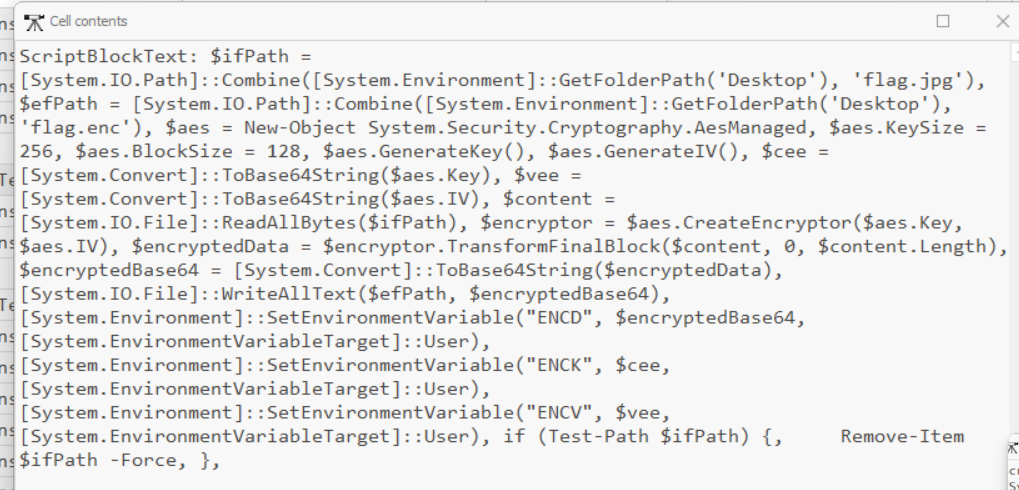 Cell contents
ScriptBlockText: $ifPath =
[System.IO.Path]::Combine([System.Environment]::GetFolderPath('Desktop'), 'flag.jpg'),
$efPath = [System.IO.Path]::Combine([System.Environment]::GetFolderPath('Desktop'),
'flag.enc'), $aes = New-Object System.Security.Cryptography.AesManaged, $aes.KeySize =
256, $aes.BlockSize = 128, $aes.GenerateKey(), $aes.GenerateIV(), $cee =
[System.Convert]::ToBase64String($aes.Key), $vee =
[System.Convert]::ToBase64String($aes.IV), $content =
[System.IO.File]::ReadAllBytes($ifPath), $encryptor = $aes.CreateEncryptor($aes.Key,
$aes.IV), $encryptedData = $encryptor.TransformFinalBlock($content, 0, $content.Length),
$encryptedBase64 = [System.Convert]::ToBase64String($encryptedData),
[System.IO.File]::WriteAllText($efPath, $encryptedBase64),
[System.Environment]::SetEnvironmentVariable("ENCD", $encryptedBase64,
[System.EnvironmentVariableTarget]::User),
[System.Environment]::SetEnvironmentVariable("ENCK", $cee,
[System.EnvironmentVariableTarget]::User),
[System.Environment]::SetEnvironmentVariable("ENCV", $vee,
[System.EnvironmentVariableTarget]::User), if (Test-Path $ifPath) {,     Remove-Item
$ifPath -Force, },